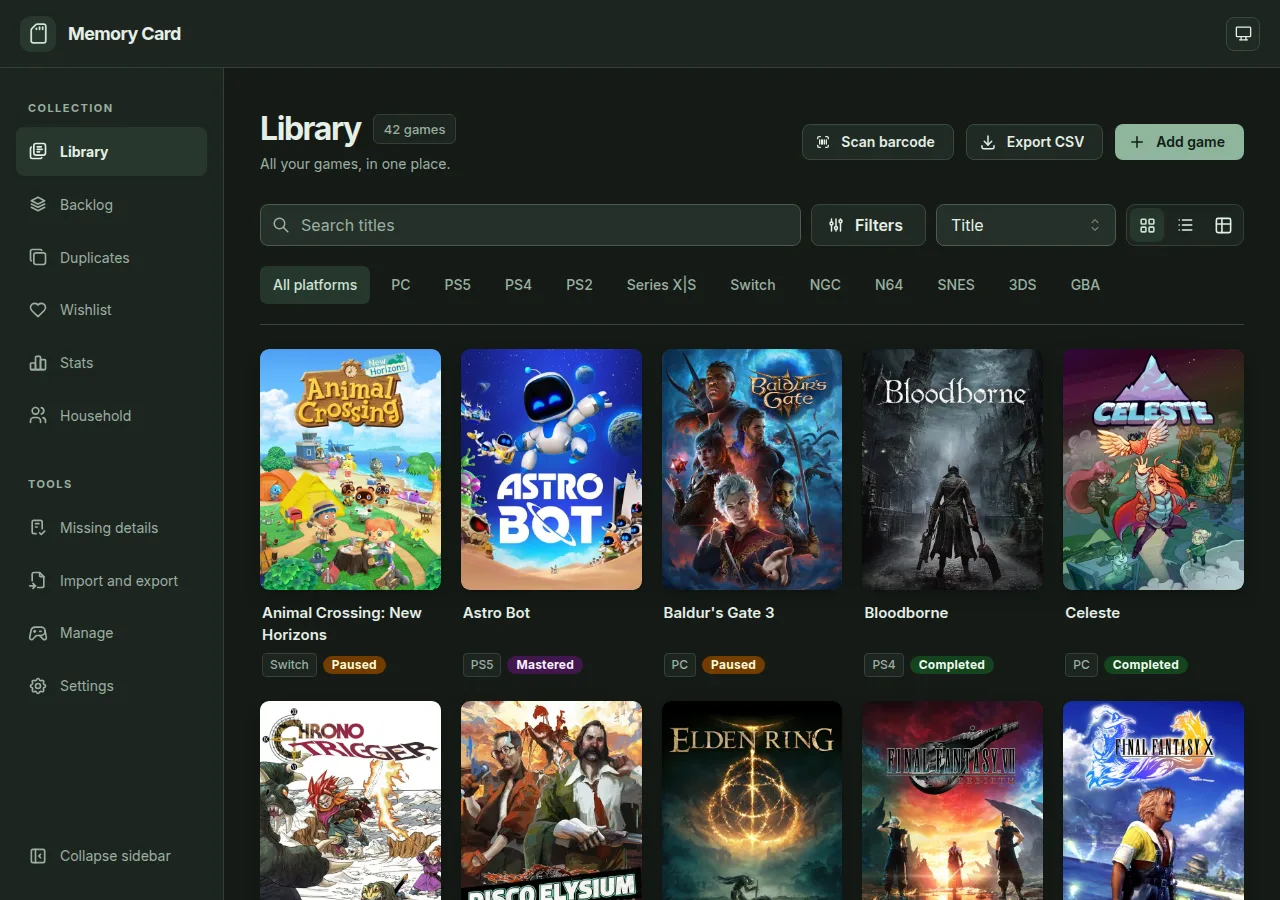 Memory Card
COLLECTION
Library
Backlog
Duplicates
Wishlist
Stats
Household
TOOLS
Missing details
Import and export
Manage
Settings
Collapse sidebar
Library
42 games
All your games, in one place.
Scan barcode
Export CSV
Add game
Search titles
Filters
Title
All platforms
PC
PS5
PS4
PS2
Series X|S
Switch
NGC
N64
SNES
3DS
GBA
New Horizons
Animal
Crossing
ASTRO
BOT
Baldur's
Gate
Bloodborne
CELESTE
Animal Crossing: New
Horizons
Switch
Paused
Astro Bot
PS5
Mastered
Baldur's Gate 3
PC
Paused
Bloodborne
PS4
Completed
Celeste
PC
Completed
CHRONO
TRIGGER
DISCO ELYSIUM
ELDEN RING
FINAL FANTASY VII
REBIRTH
FINAL FANTASY X